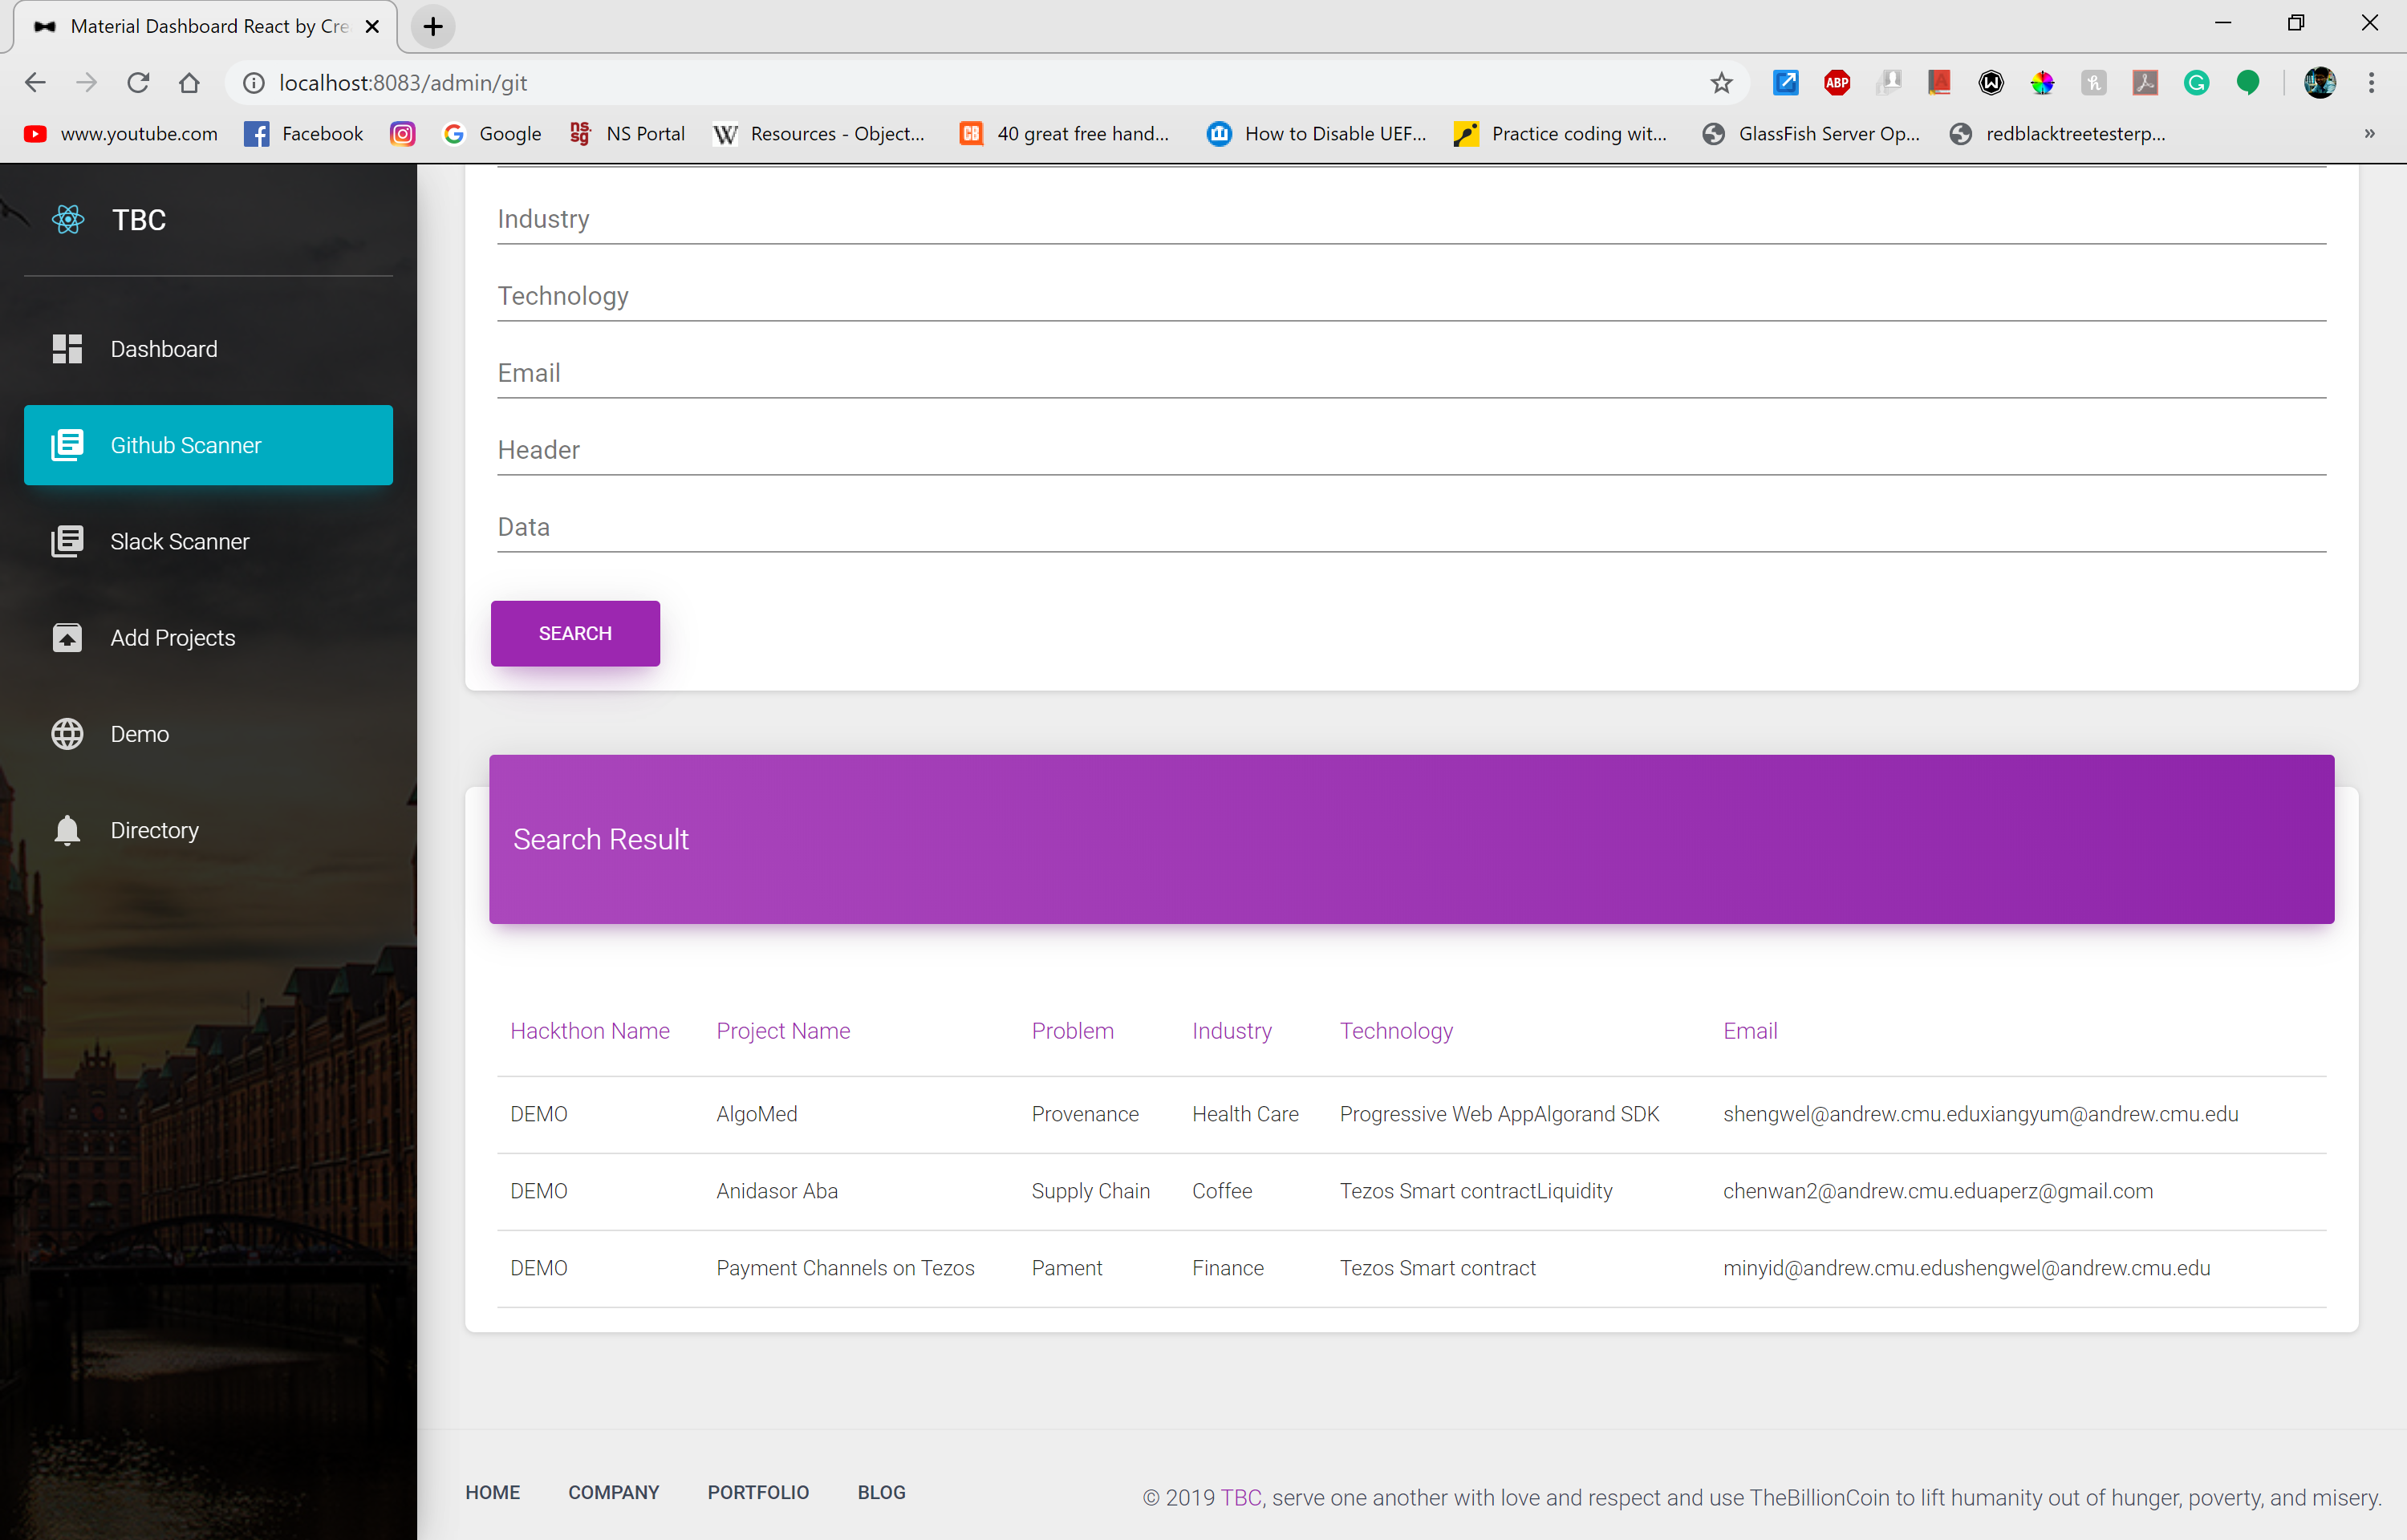 Material Dashboard React by Cre
localhost:8083/admin/git
ABP
www.youtube.com Facebook Google NS Portal Resources - Object... 40 great free hand... How to Disable UEF... Practice coding wit... GlassFish Server Op... redblacktreetesterp... »
TBC
Dashboard
Github Scanner
Slack Scanner
Add Projects
Demo
Directory
Industry
Technology
Email
Header
Data
SEARCH
Search Result
Hackthon Name Project Name Problem Industry Technology Email
DEMO AlgoMed Provenance Health Care Progressive Web AppAlgorand SDK shengwel@andrew.cmu.eduxiangyum@andrew.cmu.edu
DEMO Anidasor Aba Supply Chain Coffee Tezos Smart contractLiquidity chenwan2@andrew.cmu.eduaperz@gmail.com
DEMO Payment Channels on Tezos Pament Finance Tezos Smart contract minyid@andrew.cmu.edushengwel@andrew.cmu.edu
HOME COMPANY PORTFOLIO BLOG
© 2019 TBC, serve one another with love and respect and use TheBillionCoin to lift humanity out of hunger, poverty, and misery.